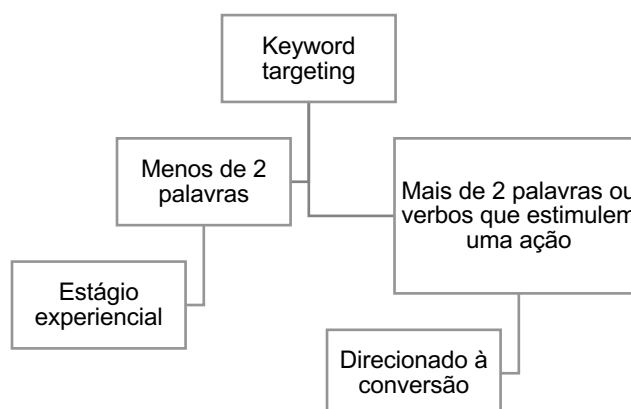 Keyword
targeting
Menos de 2
palavras
Mais de 2 palavras ou
verbos que estimulem
uma ação
Estágio
experiencial
Direcionado à
conversão